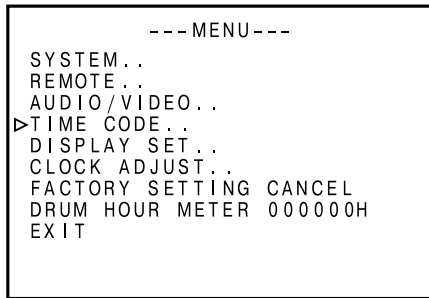 ---MENU---
SYSTEM..
REMOTE..
AUDIO/VIDEO..
TIME CODE..
DISPLAY SET..
CLOCK ADJUST..
FACTORY SETTING CANCEL
DRUM HOUR METER 000000H
EXIT